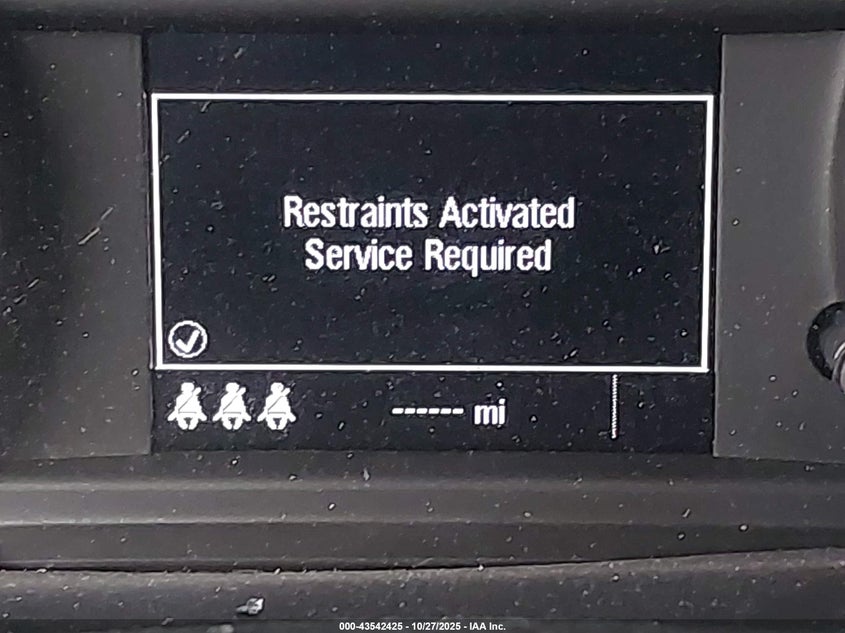 Restraints Activated
Service Required
------ mi
000-43542425 - 10/27/2025 - IAA Inc.